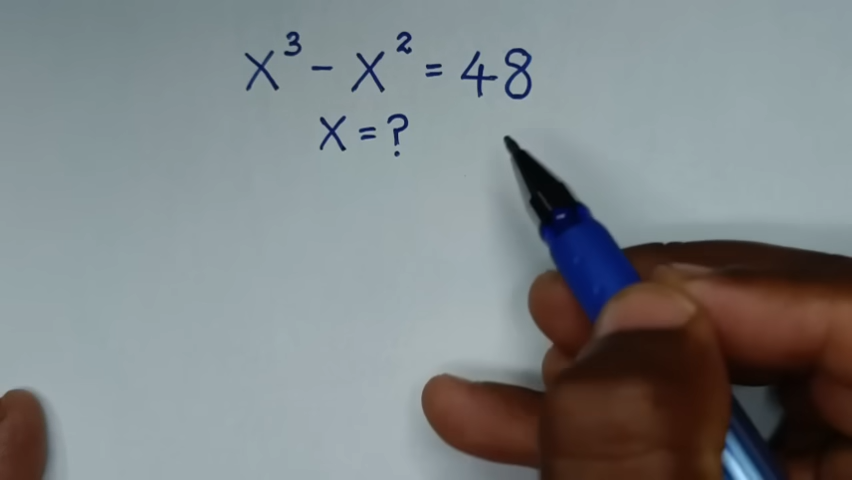 x³ - x² = 48
x = ?